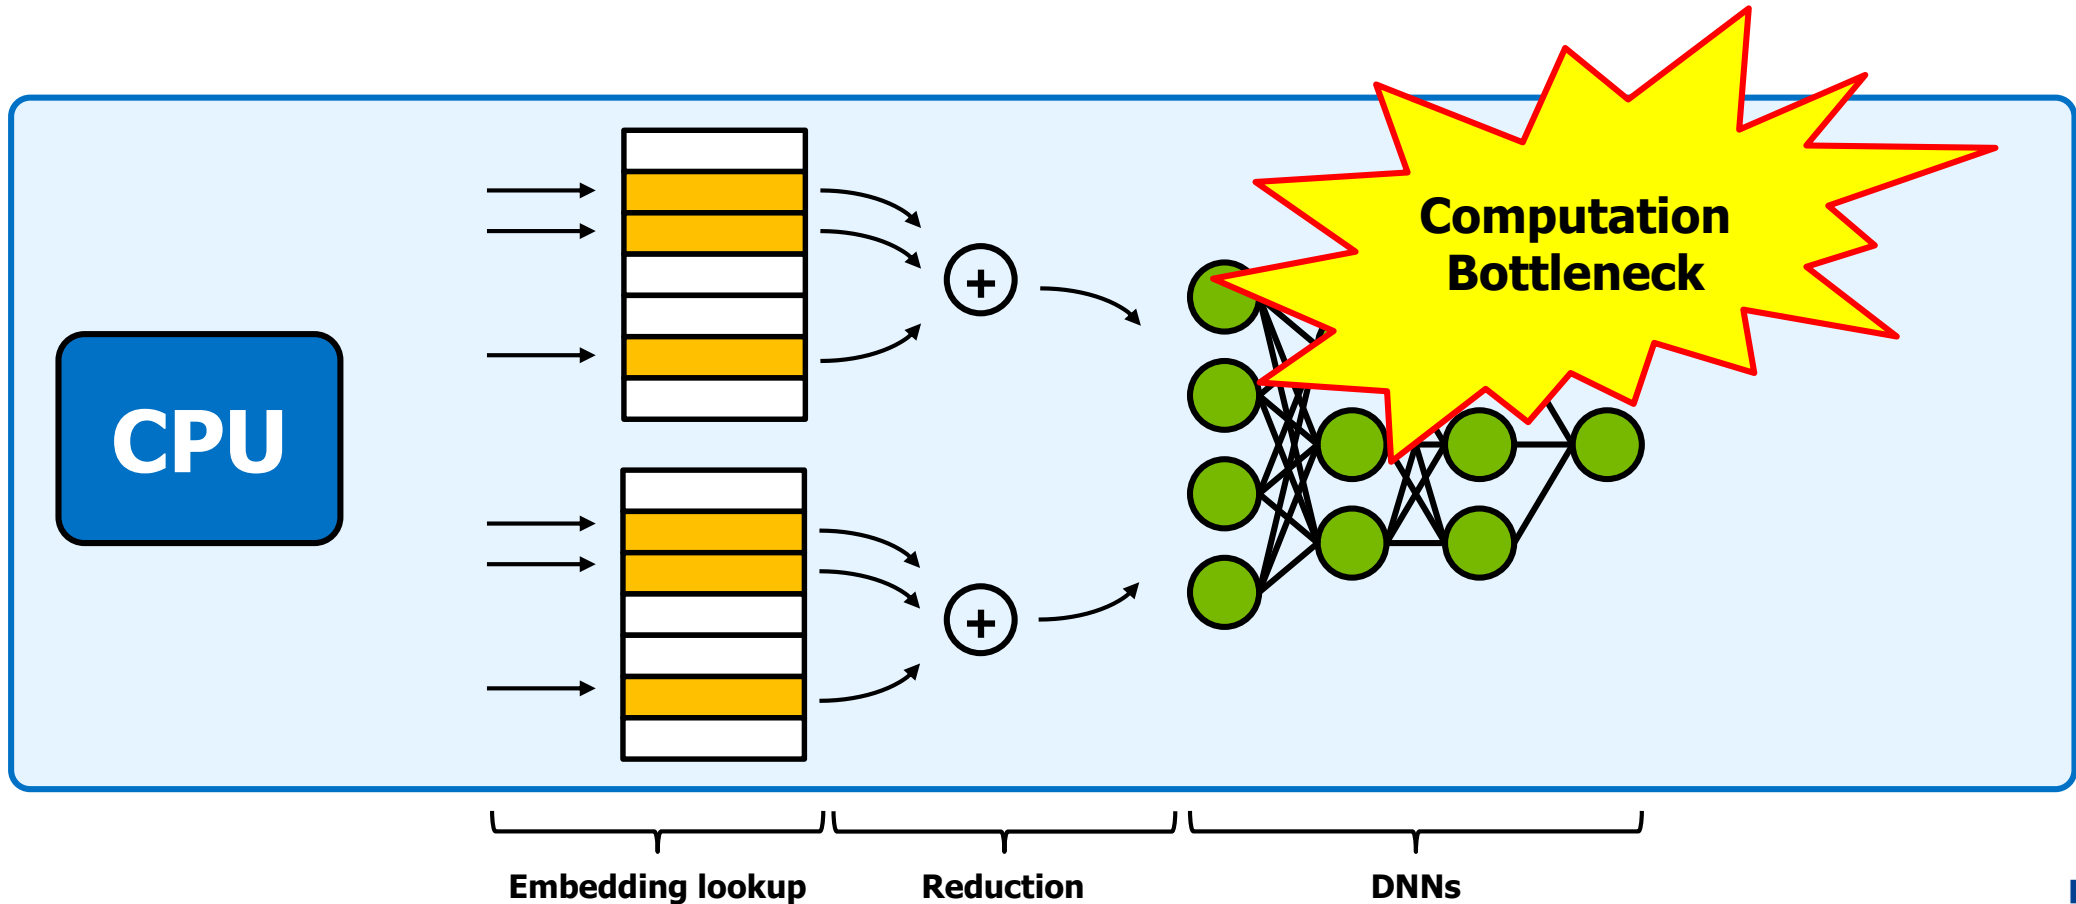 Computation
Bottleneck
+
CPU
+
Embedding lookup
Reduction
DNNs